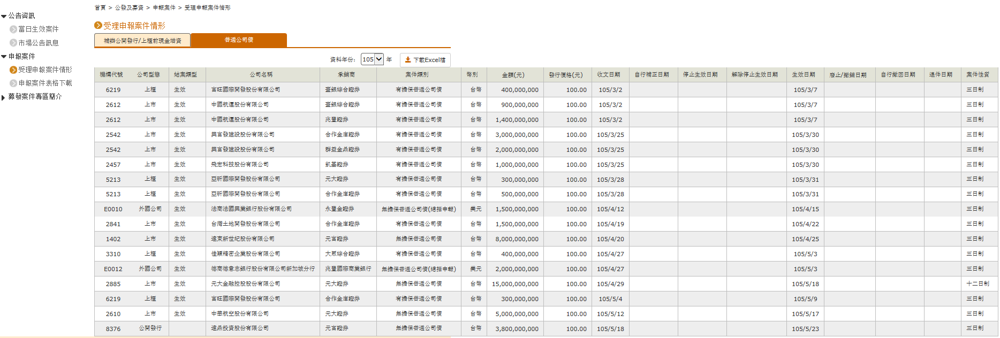 首頁 > 公發及募資 > 申報案件 > 受理申報案件情形
公告資訊
當日生效案件
市場公告訊息
申報案件
受理申報案件情形
申報案件表格下載
募發案件專區簡介
受理申報案件情形
補辦公開發行/上櫃前現金增資 普通公司債
資料年份: 105 年 下載Excel檔
機構代號 公司型態 結案類型 公司名稱 承銷商 案件類別 幣別 金額(元) 發行價格(元) 收文日期 自行補正日期 停止生效日期 解除停止生效日期 生效日期 廢止/撤銷日期 自行撤回日期 退件日期 案件性質
6219 上櫃 生效 富旺國際開發股份有限公司 臺銀綜合證券 有擔保普通公司債 台幣 400,000,000 100.00 105/3/2 105/3/7 三日制
2612 上市 生效 中國航運股份有限公司 臺銀綜合證券 有擔保普通公司債 台幣 900,000,000 100.00 105/3/2 105/3/7 三日制
2612 上市 生效 中國航運股份有限公司 兆豐證券 有擔保普通公司債 台幣 1,400,000,000 100.00 105/3/2 105/3/7 三日制
2542 上市 生效 興富發建設股份有限公司 合作金庫證券 有擔保普通公司債 台幣 3,000,000,000 100.00 105/3/25 105/3/30 三日制
2542 上市 生效 興富發建設股份有限公司 群益金鼎證券 有擔保普通公司債 台幣 2,000,000,000 100.00 105/3/25 105/3/30 三日制
2457 上市 生效 飛宏科技股份有限公司 凱基證券 有擔保普通公司債 台幣 1,000,000,000 100.00 105/3/25 105/3/30 三日制
5213 上櫃 生效 亞昕國際開發股份有限公司 元大證券 有擔保普通公司債 台幣 300,000,000 100.00 105/3/28 105/3/31 三日制
5213 上櫃 生效 亞昕國際開發股份有限公司 合作金庫證券 有擔保普通公司債 台幣 500,000,000 100.00 105/3/28 105/3/31 三日制
E0010 外國公司 生效 法商法國興業銀行股份有限公司 永豐金證券 無擔保普通公司債(總括申報) 美元 1,500,000,000 100.00 105/4/12 105/4/15 三日制
2841 上市 生效 台灣土地開發股份有限公司 合作金庫證券 有擔保普通公司債 台幣 1,500,000,000 100.00 105/4/19 105/4/22 三日制
1402 上市 生效 遠東新世紀股份有限公司 元富證券 無擔保普通公司債 台幣 8,000,000,000 100.00 105/4/20 105/4/25 三日制
3310 上櫃 生效 佳穎精密企業股份有限公司 大眾綜合證券 有擔保普通公司債 台幣 400,000,000 100.00 105/4/27 105/5/3 三日制
E0012 外國公司 生效 德商德意志銀行股份有限公司新加坡分行 兆豐國際商業銀行 無擔保普通公司債(總括申報) 美元 2,000,000,000 100.00 105/4/27 105/5/3 三日制
2885 上市 生效 元大金融控股股份有限公司 元大證券 無擔保普通公司債 台幣 15,000,000,000 100.00 105/4/29 105/5/18 十二日制
6219 上櫃 生效 富旺國際開發股份有限公司 合作金庫證券 有擔保普通公司債 台幣 300,000,000 100.00 105/5/4 105/5/9 三日制
2610 上市 生效 中華航空股份有限公司 元大證券 無擔保普通公司債 台幣 5,000,000,000 100.00 105/5/12 105/5/17 三日制
8376 公開發行 遠鼎投資股份有限公司 元富證券 無擔保普通公司債 台幣 3,800,000,000 100.00 105/5/18 105/5/23 三日制